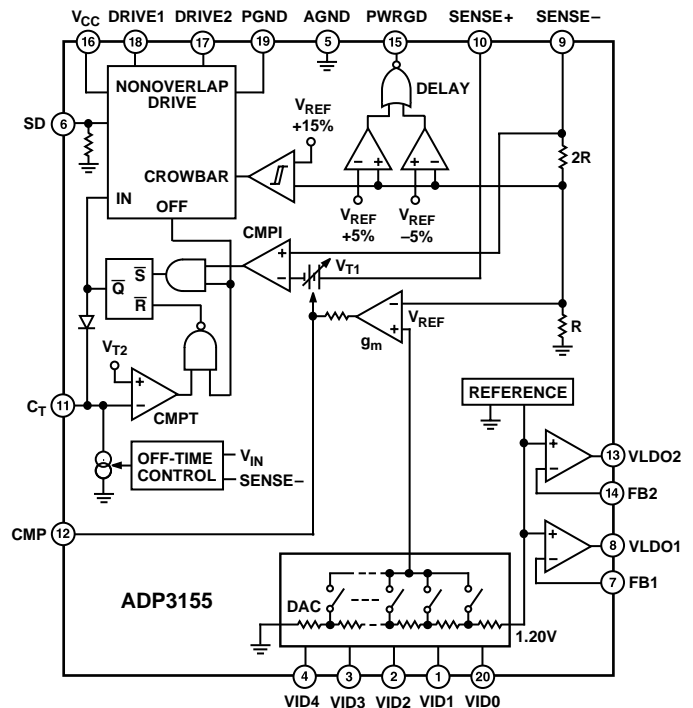 VCC DRIVE1 DRIVE2 PGND AGND PWRGD SENSE+ SENSE–
16 18 17 19 5 15 10 9
NONOVERLAP
DRIVE
DELAY
SD 6
VREF
+15%
2R
CROWBAR
IN
OFF
VREF
+5%
VREF
–5%
CMPI
VT1
S
Q
R
VREF
gm
R
VT2
CT 11
CMPT
REFERENCE
OFF-TIME
CONTROL
VIN
SENSE–
13 VLDO2
14 FB2
CMP 12
8 VLDO1
7 FB1
ADP3155
DAC
1.20V
4 3 2 1 20
VID4 VID3 VID2 VID1 VID0